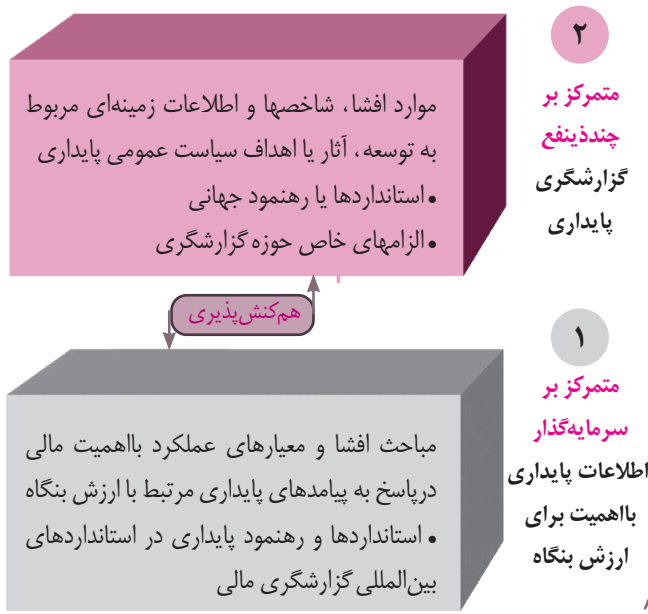 ۲
متمرکز بر
چندذینفع
گزارشگری
پایداری
موارد افشا، شاخصها و اطلاعات زمینه‌ای مربوط
به توسعه، آثار یا اهداف سیاست عمومی پایداری
• استانداردها یا رهنمود جهانی
• الزامهای خاص حوزه گزارشگری
هم‌کنش‌پذیری
۱
متمرکز بر
سرمایه‌گذار
اطلاعات پایداری
بااهمیت برای
ارزش بنگاه
مباحث افشا و معیارهای عملکرد بااهمیت مالی
درپاسخ به پیامدهای پایداری مرتبط با ارزش بنگاه
• استانداردها و رهنمود پایداری در استانداردهای
بین‌المللی گزارشگری مالی